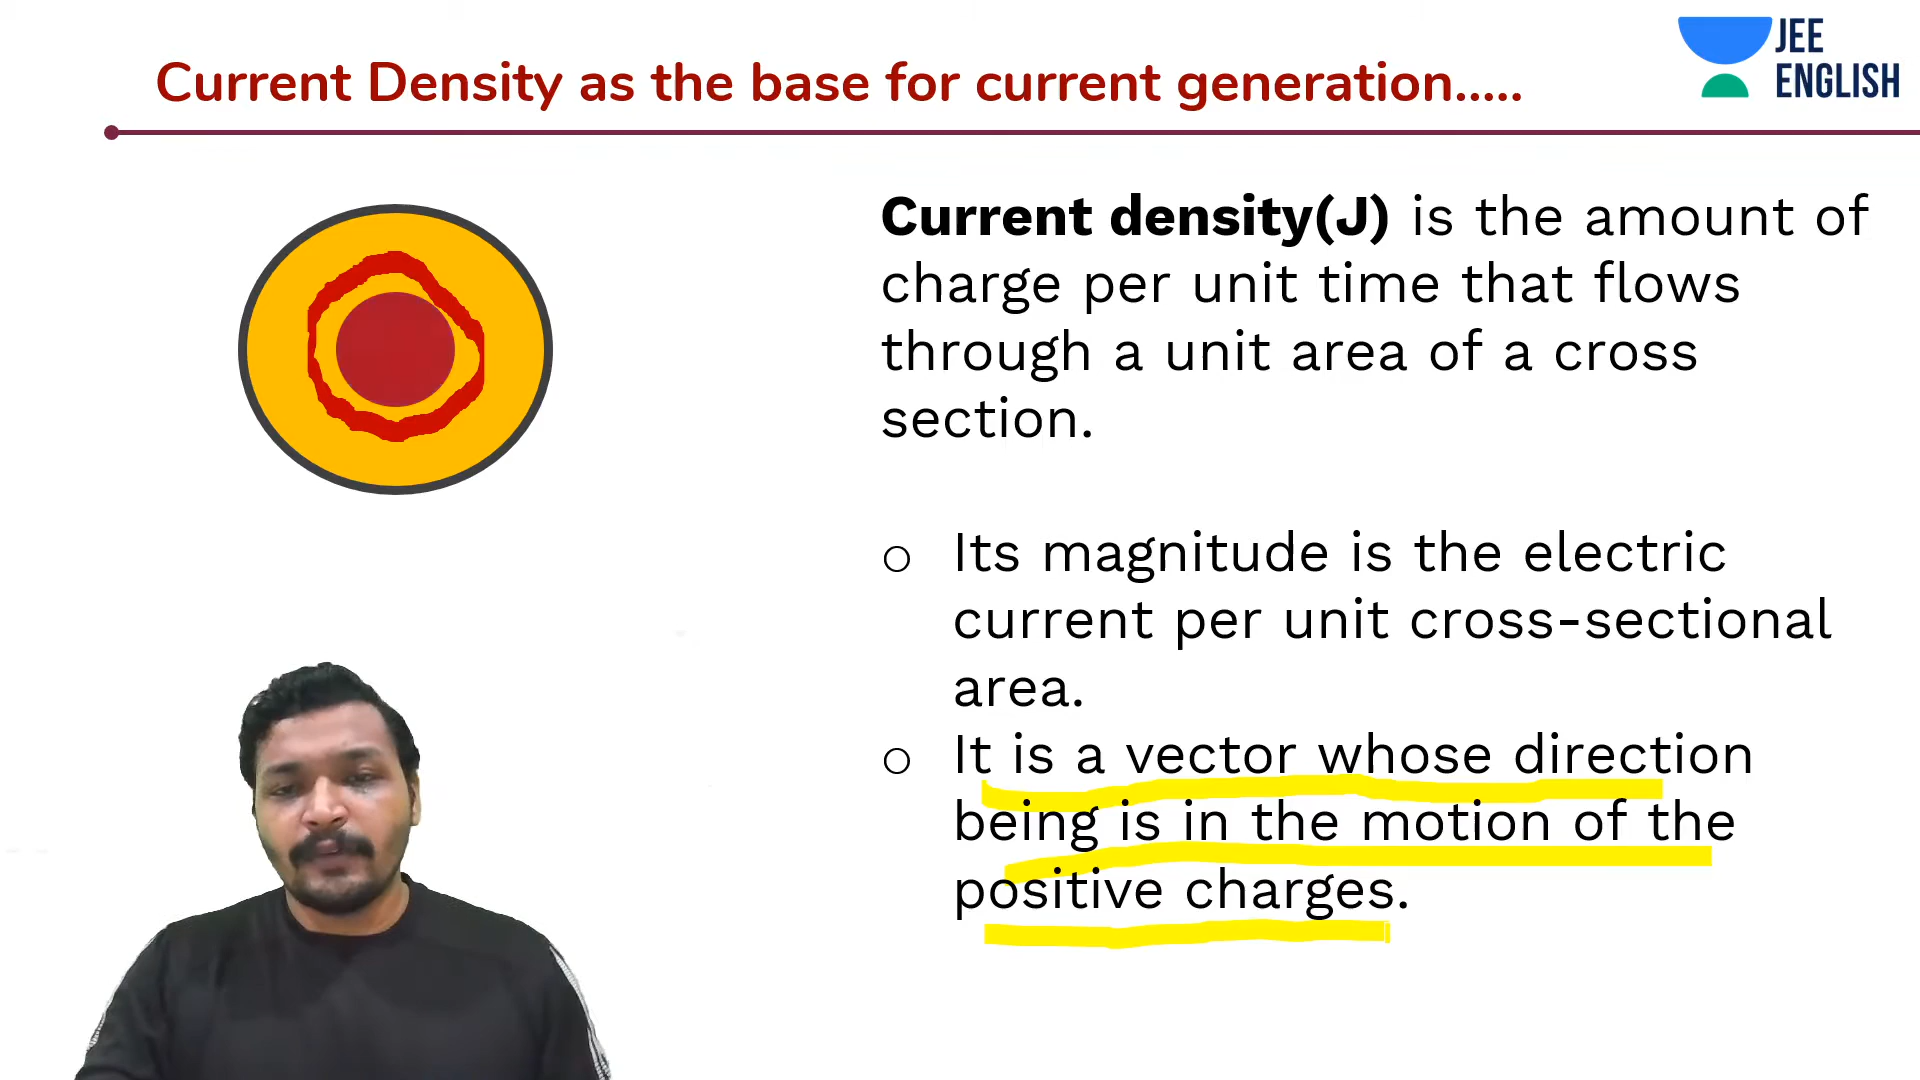 Current Density as the base for current generation.....
JEE
ENGLISH
Current density(J) is the amount of
charge per unit time that flows
through a unit area of a cross
section.
Its magnitude is the electric
current per unit cross-sectional
area.
It is a vector whose direction
being is in the motion of the
positive charges.